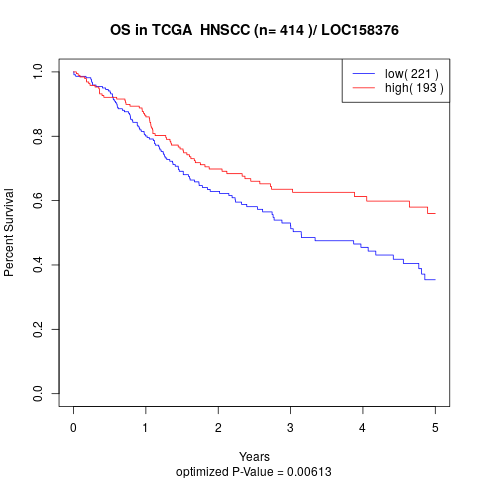 OS in TCGA  HNSCC (n= 414 )/ LOC158376
low( 221 )
high( 193 )
Percent Survival
1.0
0.8
0.6
0.4
0.2
0.0
0 1 2 3 4 5
Years
optimized P-Value = 0.00613